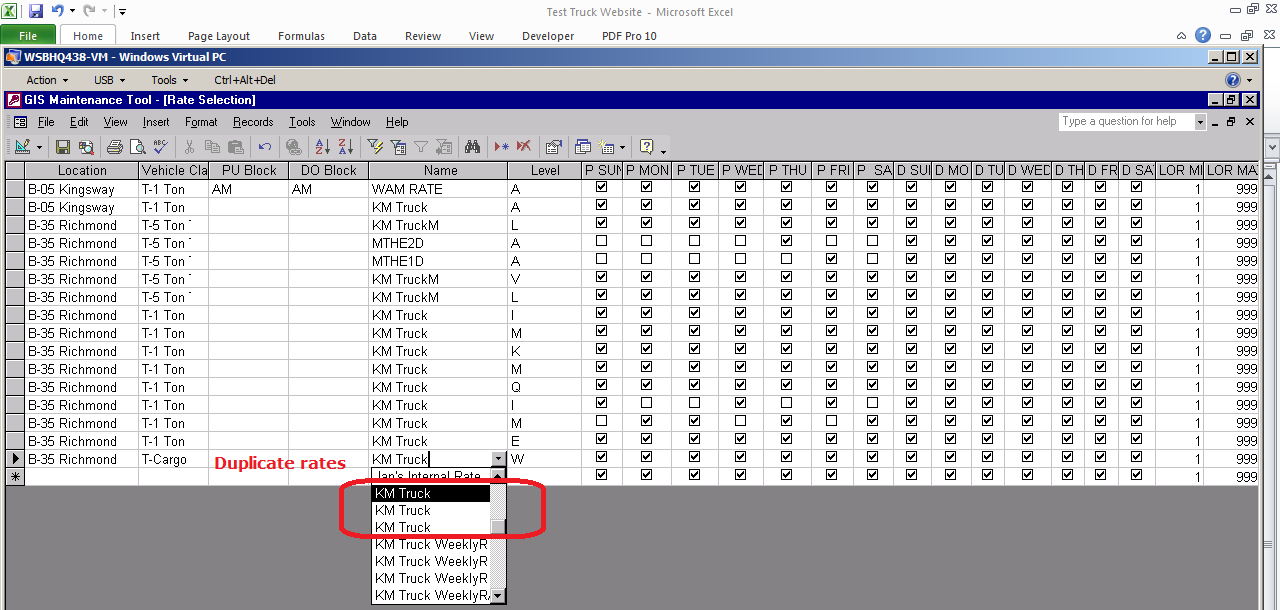 Test Truck Website - Microsoft Excel
File Home Insert Page Layout Formulas Data Review View Developer PDF Pro 10
WSBHQ438-VM - Windows Virtual PC
Action USB Tools Ctrl+Alt+Del
GIS Maintenance Tool - [Rate Selection]
File Edit View Insert Format Records Tools Window Help Type a question for help
Location Vehicle Cla PU Block DO Block Name Level P SUN P MON P TUE P WED P THU P FRI P SA D SUI D MO D TU D WED D TH D FR D SA LOR MI LOR MA
B-05 Kingsway T-1 Ton AM AM WAM RATE A 1 999
B-05 Kingsway T-1 Ton KM Truck A 1 999
B-35 Richmond T-5 Ton KM TruckM L 1 999
B-35 Richmond T-5 Ton MTHE2D A 1 999
B-35 Richmond T-5 Ton MTHE1D A 1 999
B-35 Richmond T-5 Ton KM TruckM V 1 999
B-35 Richmond T-5 Ton KM TruckM L 1 999
B-35 Richmond T-1 Ton KM Truck I 1 999
B-35 Richmond T-1 Ton KM Truck M 1 999
B-35 Richmond T-1 Ton KM Truck K 1 999
B-35 Richmond T-1 Ton KM Truck M 1 999
B-35 Richmond T-1 Ton KM Truck Q 1 999
B-35 Richmond T-1 Ton KM Truck I 1 999
B-35 Richmond T-1 Ton KM Truck M 1 999
B-35 Richmond T-1 Ton KM Truck E 1 999
B-35 Richmond T-Cargo Duplicate rates KM Truck W 1 999
Jan's Internal Rate 1 999
KM Truck
KM Truck
KM Truck
KM Truck WeeklyR
KM Truck WeeklyR
KM Truck WeeklyR
KM Truck WeeklyR